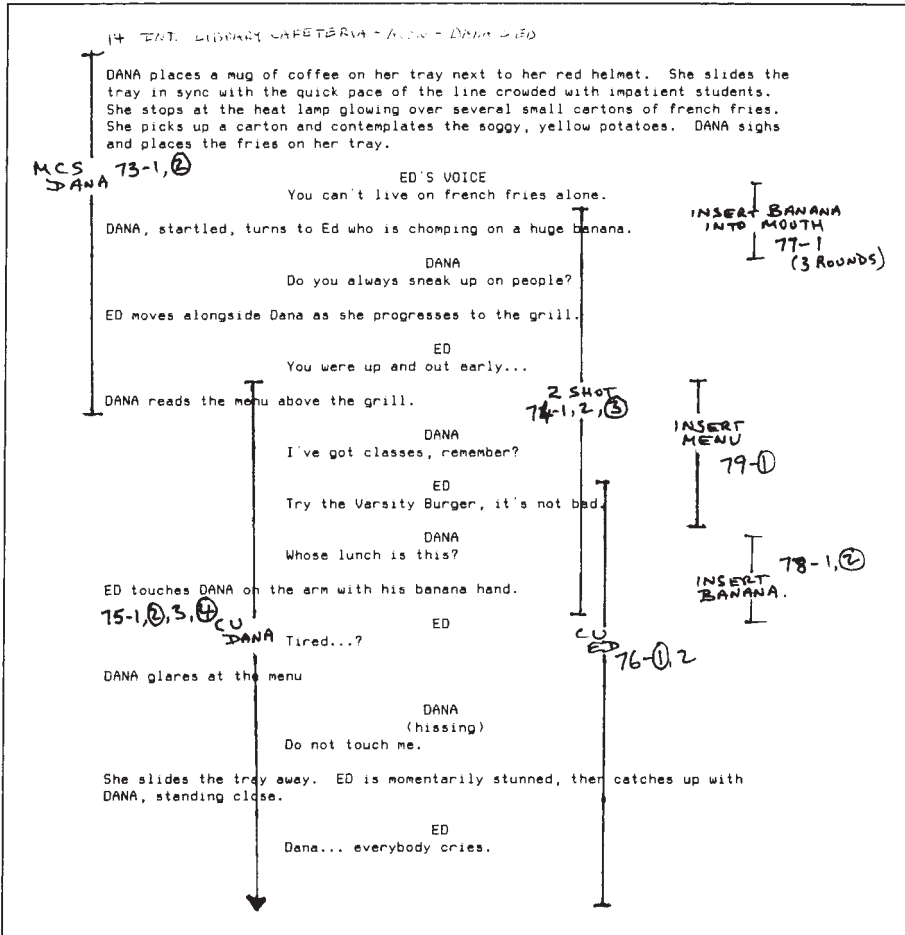 14 INT. LIBRARY CAFETERIA - - DANA & ED
DANA places a mug of coffee on her tray next to her red helmet. She slides the
tray in sync with the quick pace of the line crowded with impatient students.
She stops at the heat lamp glowing over several small cartons of french fries.
She picks up a carton and contemplates the soggy, yellow potatoes. DANA sighs
and places the fries on her tray.
MCS 73-1, 2
DANA
ED'S VOICE
You can't live on french fries alone.
INSERT BANANA
INTO MOUTH
77-1
(3 ROUNDS)
DANA, startled, turns to Ed who is chomping on a huge banana.
DANA
Do you always sneak up on people?
ED moves alongside Dana as she progresses to the grill.
ED
You were up and out early...
2 SHOT
74-1, 2, 3
DANA reads the menu above the grill.
INSERT
MENU
79-1
DANA
I've got classes, remember?
ED
Try the Varsity Burger, it's not bad.
DANA
Whose lunch is this?
78-1, 2
INSERT
BANANA.
ED touches DANA on the arm with his banana hand.
75-1, 2, 3, 4
CU
DANA
ED
Tired...?
CU
ED
76-1, 2
DANA glares at the menu
DANA
(hissing)
Do not touch me.
She slides the tray away. ED is momentarily stunned, then catches up with
DANA, standing close.
ED
Dana... everybody cries.